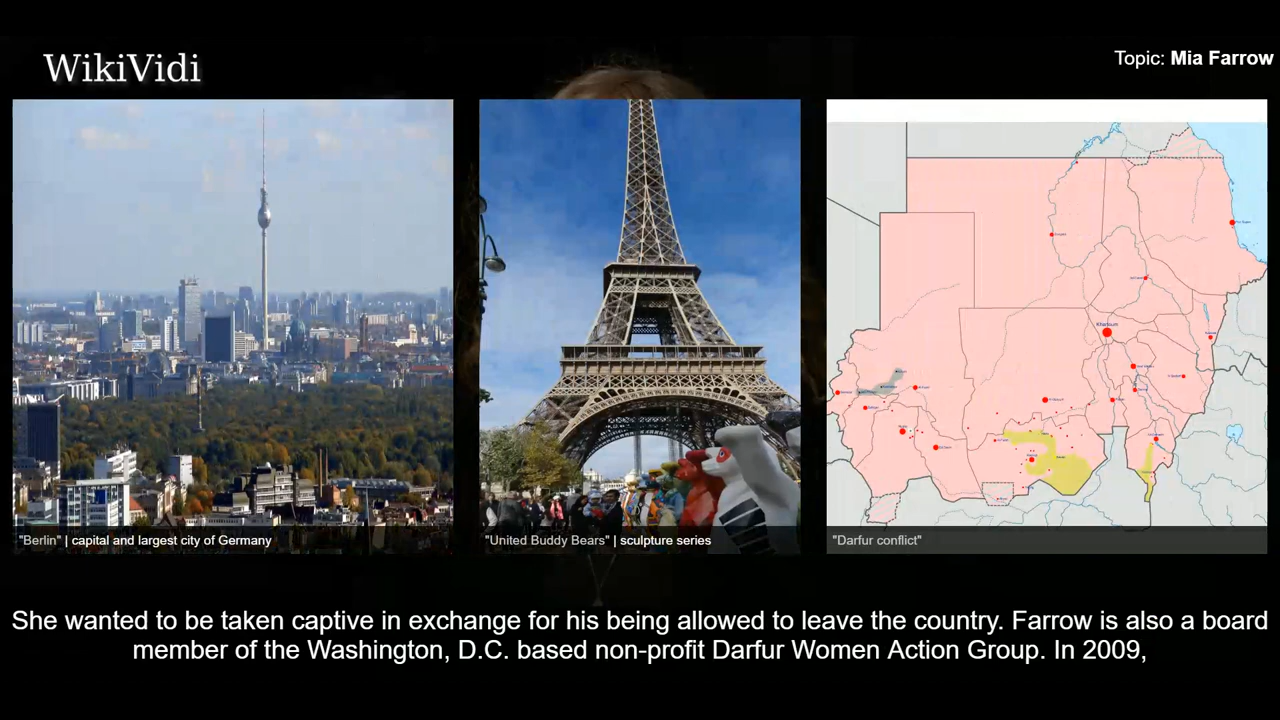 WikiVidi
Topic: Mia Farrow
Khartoum
"Berlin" | capital and largest city of Germany
"United Buddy Bears" | sculpture series
"Darfur conflict"
She wanted to be taken captive in exchange for his being allowed to leave the country. Farrow is also a board
member of the Washington, D.C. based non-profit Darfur Women Action Group. In 2009,